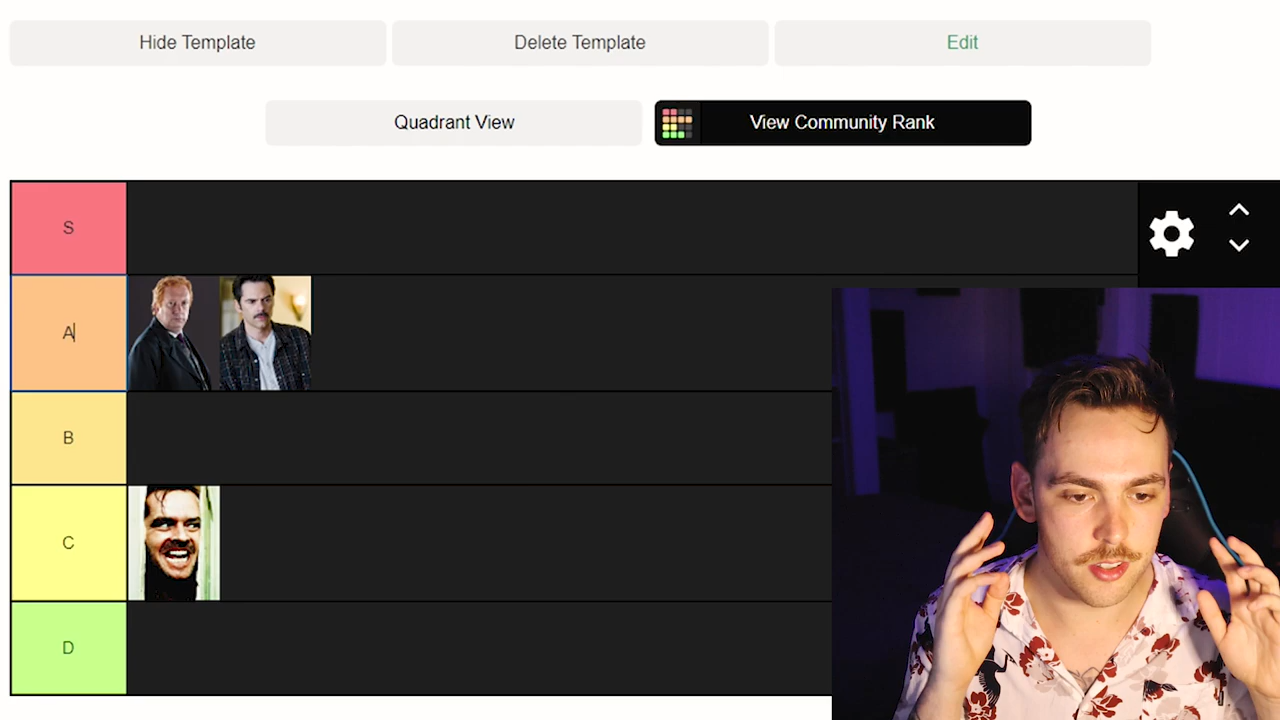 Hide Template
Delete Template
Edit
Quadrant View
View Community Rank
S
A
B
C
D